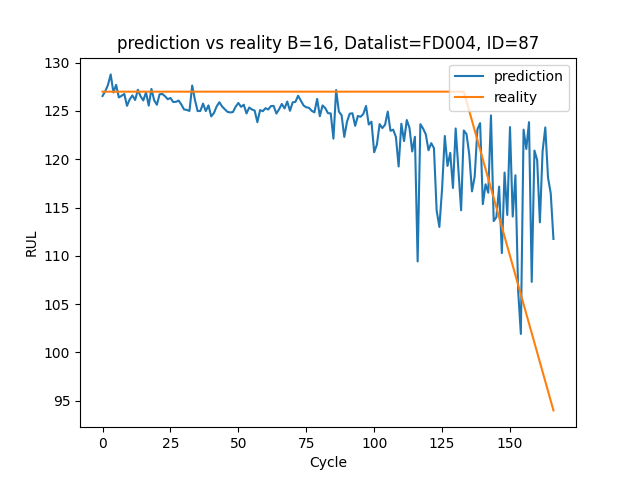 prediction vs reality B=16, Datalist=FD004, ID=87
prediction
reality
RUL
130
125
120
115
110
105
100
95
0 25 50 75 100 125 150
Cycle